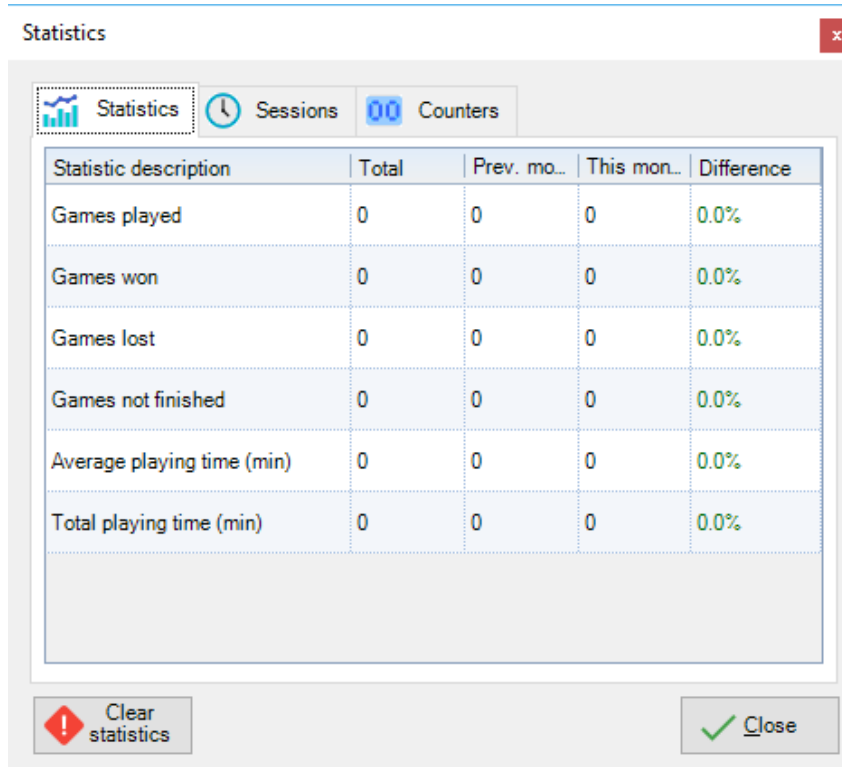 Statistics
x
Statistics Sessions 00 Counters
Statistic description Total Prev. mo... This mon... Difference
Games played 0 0 0 0.0%
Games won 0 0 0 0.0%
Games lost 0 0 0 0.0%
Games not finished 0 0 0 0.0%
Average playing time (min) 0 0 0 0.0%
Total playing time (min) 0 0 0 0.0%
Clear
statistics
Close